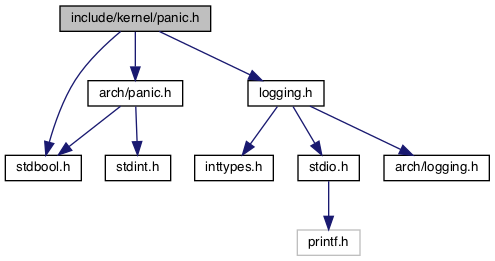 include/kernel/panic.h
arch/panic.h
logging.h
stdbool.h
stdint.h
inttypes.h
stdio.h
arch/logging.h
printf.h